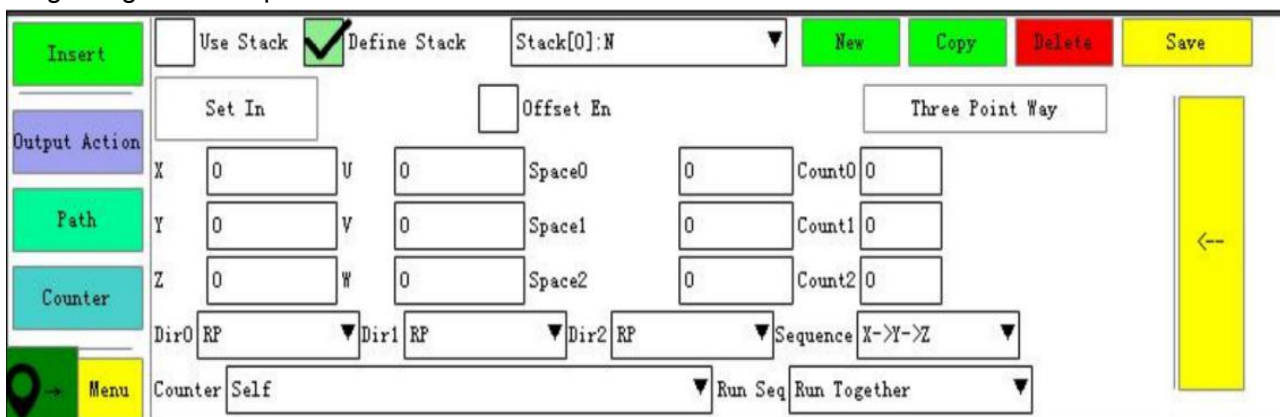 Insert
Use Stack Define Stack Stack[0]:N ▼ New Copy Delete Save
Set In Offset En Three Point Way
Output Action
X 0 U 0 Space0 0 Count0 0
Path
Y 0 V 0 Space1 0 Count1 0
<--
Counter
Z 0 W 0 Space2 0 Count2 0
Dir0 RP ▼ Dir1 RP ▼ Dir2 RP ▼ Sequence X->Y->Z ▼
→ Menu
Counter Self ▼ Run Seq Run Together ▼